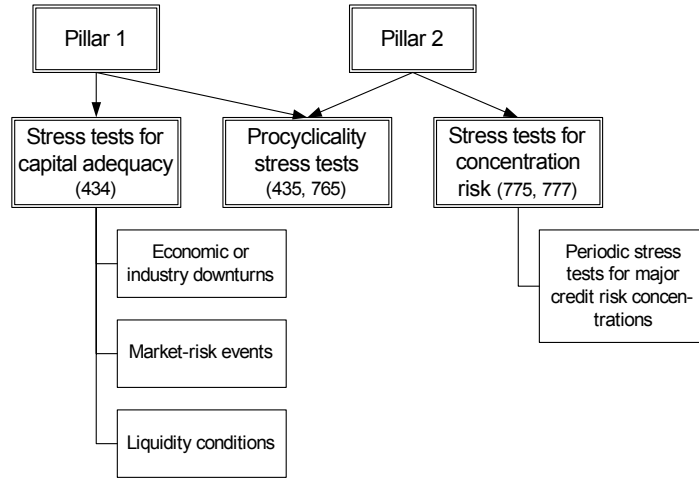 Pillar 1
Pillar 2
Stress tests for
capital adequacy
(434)
Procyclicality
stress tests
(435, 765)
Stress tests for
concentration
risk (775, 777)
Economic or
industry downturns
Market-risk events
Liquidity conditions
Periodic stress
tests for major
credit risk concen-
trations